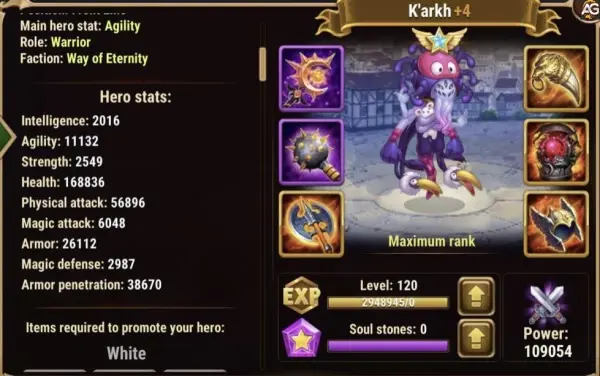 Main hero stat: Agility
Role: Warrior
Faction: Way of Eternity
Hero stats:
Intelligence: 2016
Agility: 11132
Strength: 2549
Health: 168836
Physical attack: 56896
Magic attack: 6048
Armor: 26112
Magic defense: 2987
Armor penetration: 38670
Items required to promote your hero:
White
K'arkh +4
AG
Maximum rank
EXP
Level: 120
2948945/0
Soul stones: 0
Power:
109054